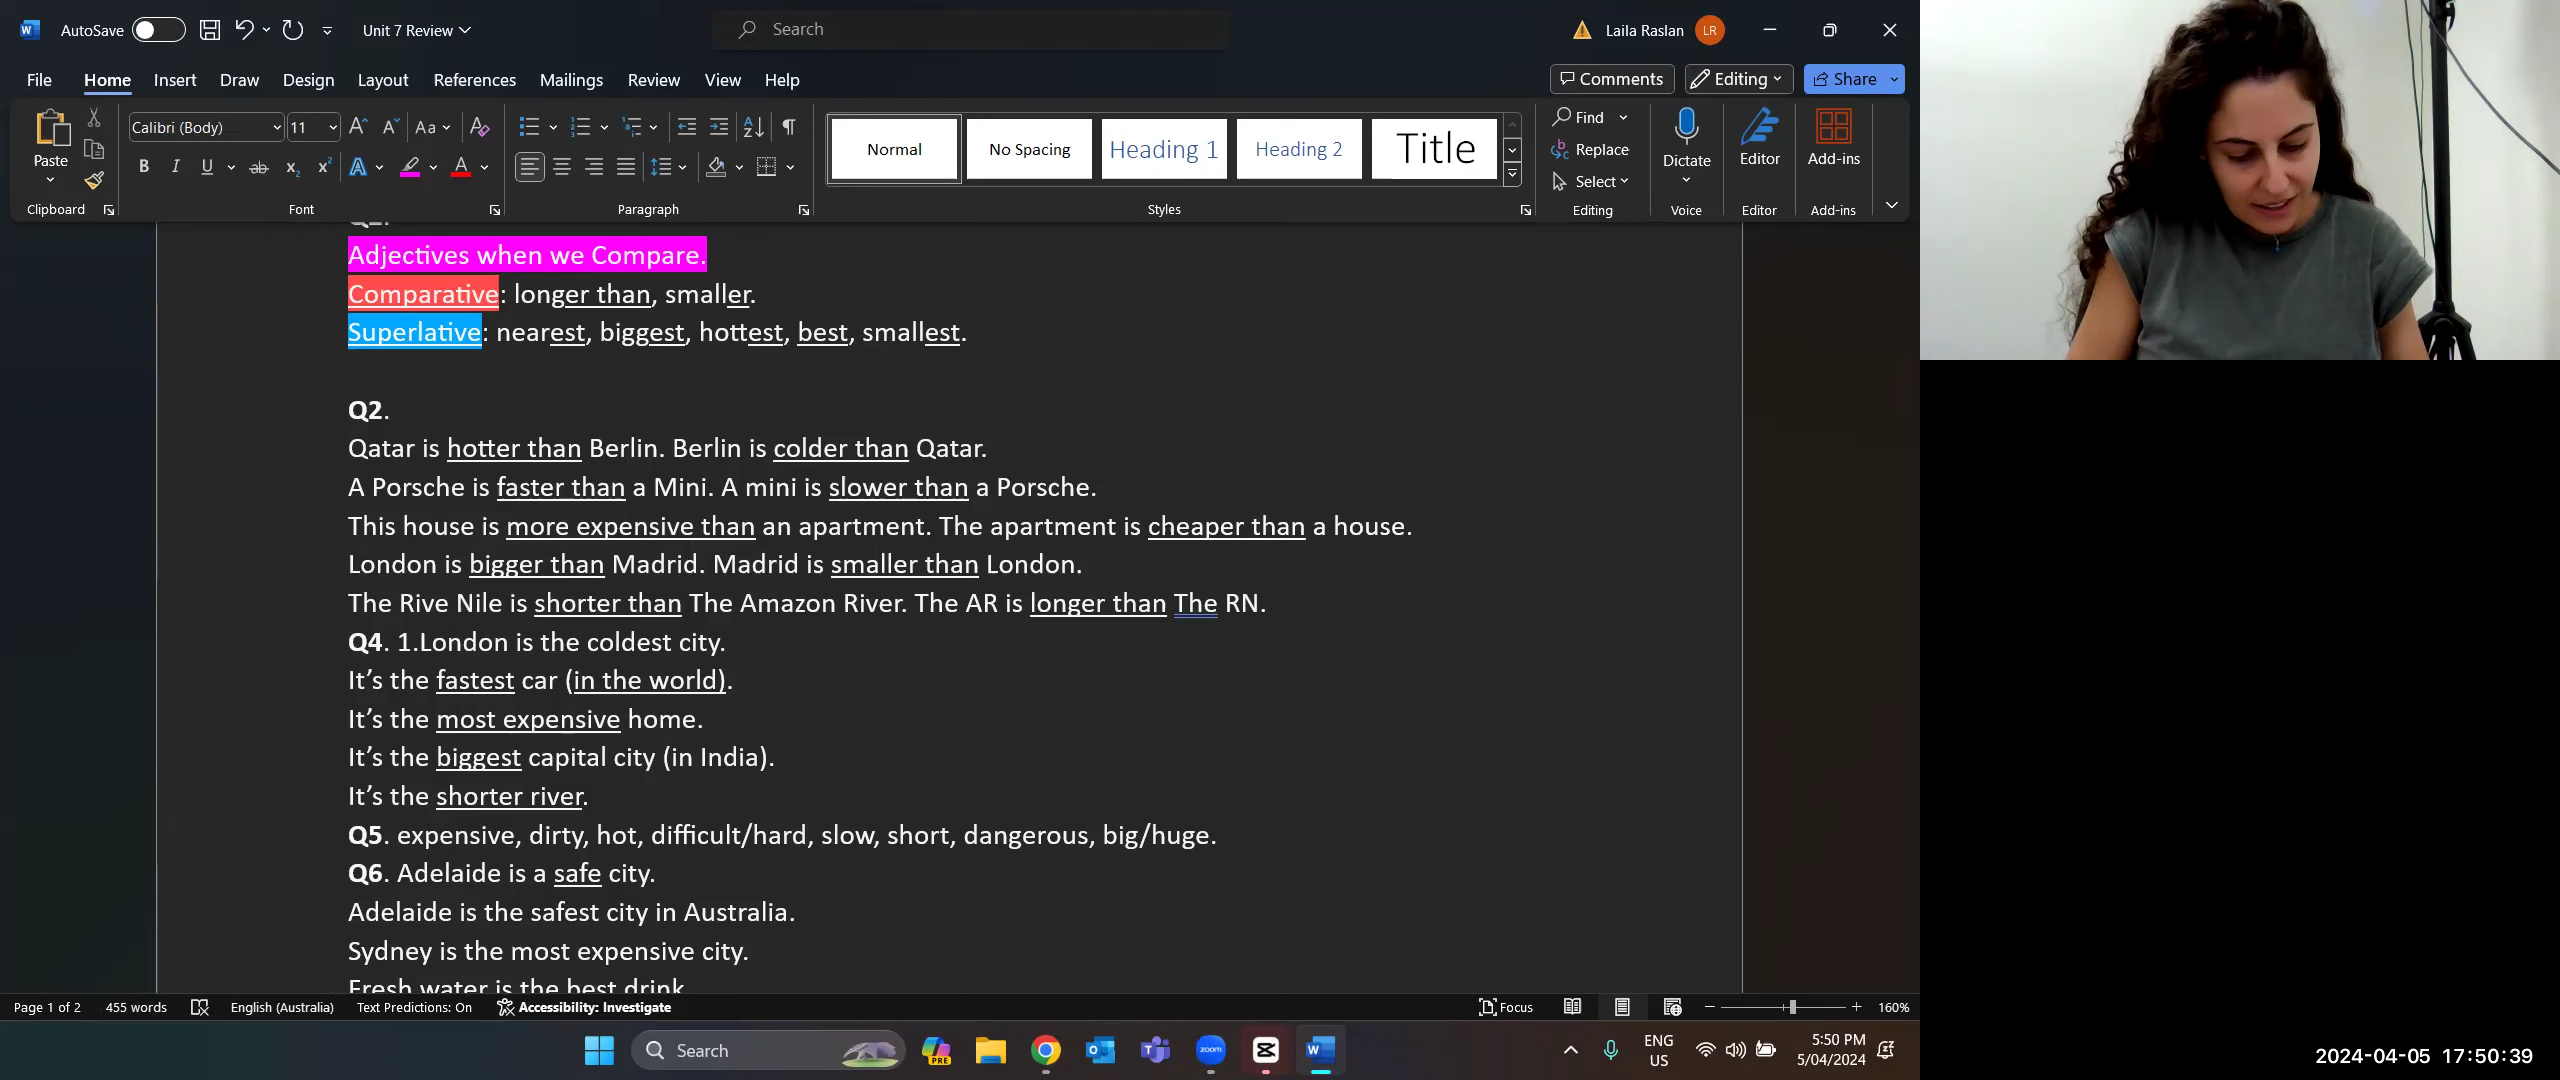 AutoSave
Unit 7 Review
Search
Laila Raslan
LR
File Home Insert Draw Design Layout References Mailings Review View Help
Comments
Editing
Share
Paste
Clipboard
Calibri (Body)
11
Font
Paragraph
Normal
No Spacing
Heading 1
Heading 2
Title
Styles
Find
Replace
Select
Editing
Dictate
Voice
Editor
Editor
Add-ins
Add-ins
Adjectives when we Compare.
Comparative: longer than, smaller.
Superlative: nearest, biggest, hottest, best, smallest.
Q2.
Qatar is hotter than Berlin. Berlin is colder than Qatar.
A Porsche is faster than a Mini. A mini is slower than a Porsche.
This house is more expensive than an apartment. The apartment is cheaper than a house.
London is bigger than Madrid. Madrid is smaller than London.
The Rive Nile is shorter than The Amazon River. The AR is longer than The RN.
Q4. 1.London is the coldest city.
It’s the fastest car (in the world).
It’s the most expensive home.
It’s the biggest capital city (in India).
It’s the shorter river.
Q5. expensive, dirty, hot, difficult/hard, slow, short, dangerous, big/huge.
Q6. Adelaide is a safe city.
Adelaide is the safest city in Australia.
Sydney is the most expensive city.
Fresh water is the best drink
Page 1 of 2
455 words
English (Australia)
Text Predictions: On
Accessibility: Investigate
Focus
160%
Search
PRE
zoom
ENG
US
5:50 PM
5/04/2024
2024-04-05 17:50:39